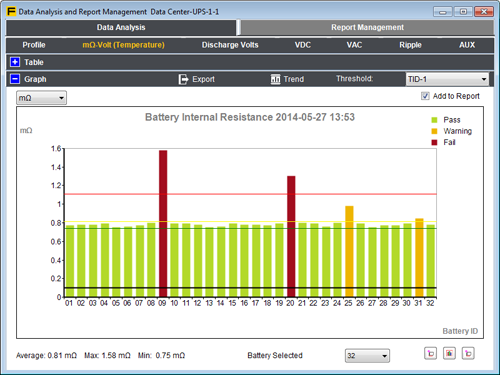 F Data Analysis and Report Management Data Center-UPS-1-1
Data Analysis Report Management
Profile mΩ-Volt (Temperature) Discharge Volts VDC VAC Ripple AUX
Table
Graph Export Trend Threshold: TID-1
mΩ Add to Report
Battery Internal Resistance 2014-05-27 13:53
mΩ
Pass
Warning
Fail
1.6
1.4
1.2
1
0.8
0.6
0.4
0.2
0
01 02 03 04 05 06 07 08 09 10 11 12 13 14 15 16 17 18 19 20 21 22 23 24 25 26 27 28 29 30 31 32
Battery ID
Average: 0.81 mΩ Max: 1.58 mΩ Min: 0.75 mΩ Battery Selected 32